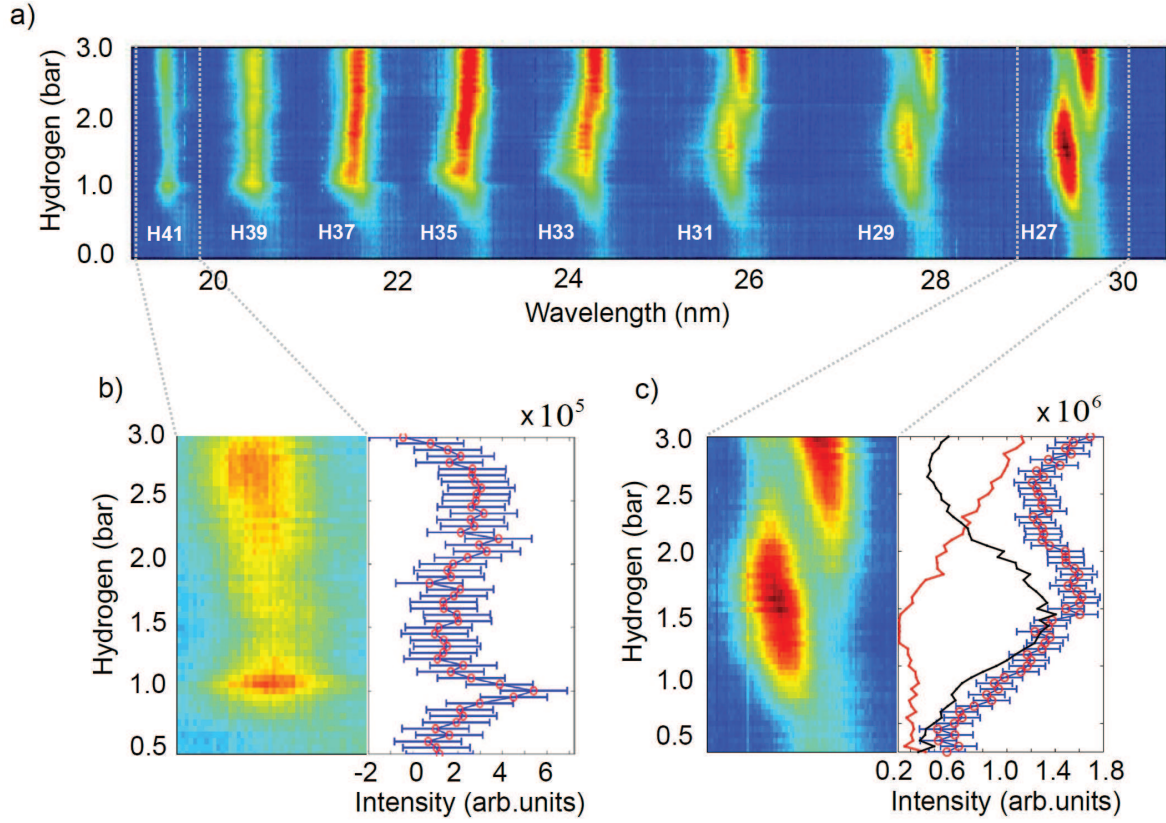 a)
Hydrogen (bar)
3.0
2.0
1.0
0.0
H41 H39 H37 H35 H33 H31 H29 H27
20 22 24 26 28 30
Wavelength (nm)
b)
x 10^5
Hydrogen (bar)
3.0
2.5
2.0
1.5
1.0
0.5
-2 0 2 4 6
Intensity (arb.units)
c)
x 10^6
Hydrogen (bar)
3.0
2.5
2.0
1.5
1.0
0.5
0.2 0.6 1.0 1.4 1.8
Intensity (arb.units)